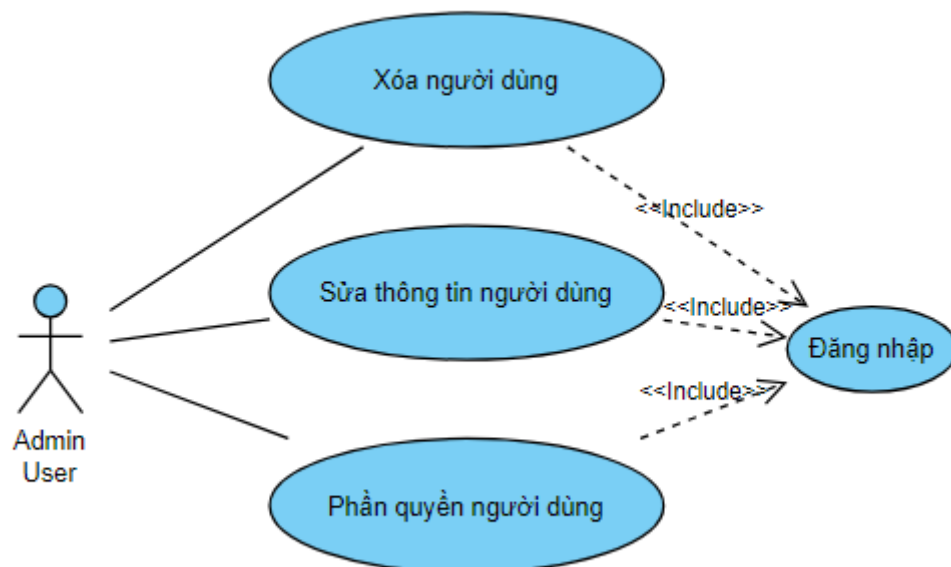 Xóa người dùng
<<Include>>
Sửa thông tin người dùng
<<Include>>
Đăng nhập
<<Include>>
Admin
User
Phần quyền người dùng